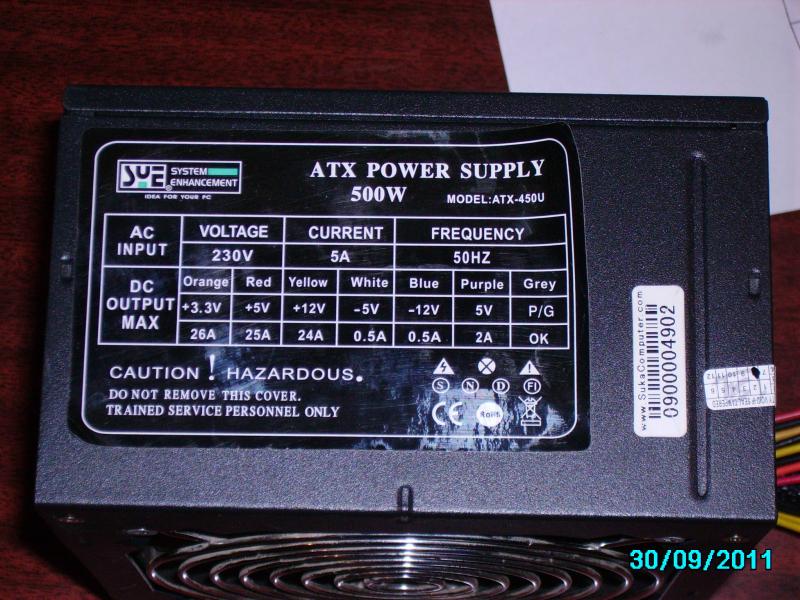 SYE SYSTEM
ENHANCEMENT
IDEA FOR YOUR PC
ATX POWER SUPPLY
500W MODEL:ATX-450U
AC INPUT VOLTAGE CURRENT FREQUENCY
230V 5A 50HZ
DC OUTPUT MAX Orange Red Yellow White Blue Purple Grey
+3.3V +5V +12V -5V -12V 5V P/G
26A 25A 24A 0.5A 0.5A 2A OK
CAUTION ! HAZARDOUS.
DO NOT REMOVE THIS COVER.
TRAINED SERVICE PERSONNEL ONLY
S N D FI
CE RoHS
www.SukaComputer.com
0900004902
30/09/2011